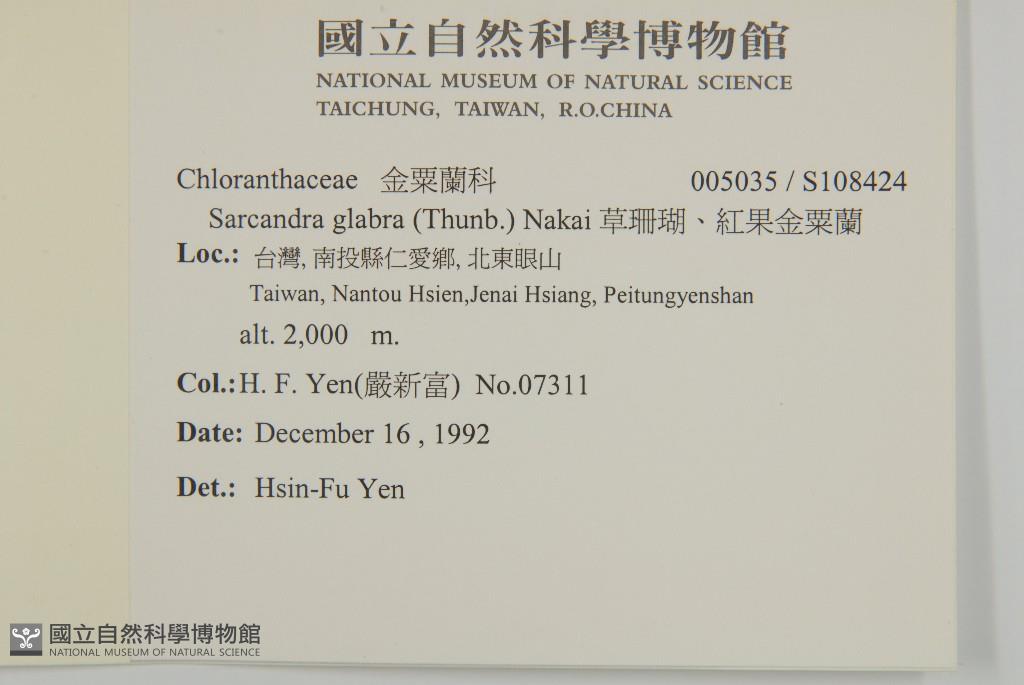 國立自然科學博物館
NATIONAL MUSEUM OF NATURAL SCIENCE
TAICHUNG, TAIWAN, R.O.CHINA
Chloranthaceae 金粟蘭科 005035 / S108424
Sarcandra glabra (Thunb.) Nakai 草珊瑚、紅果金粟蘭
Loc.: 台灣, 南投縣仁愛鄉, 北東眼山
Taiwan, Nantou Hsien,Jenai Hsiang, Peitungyenshan
alt. 2,000 m.
Col.:H. F. Yen(嚴新富) No.07311
Date: December 16 , 1992
Det.: Hsin-Fu Yen
國立自然科學博物館
NATIONAL MUSEUM OF NATURAL SCIENCE